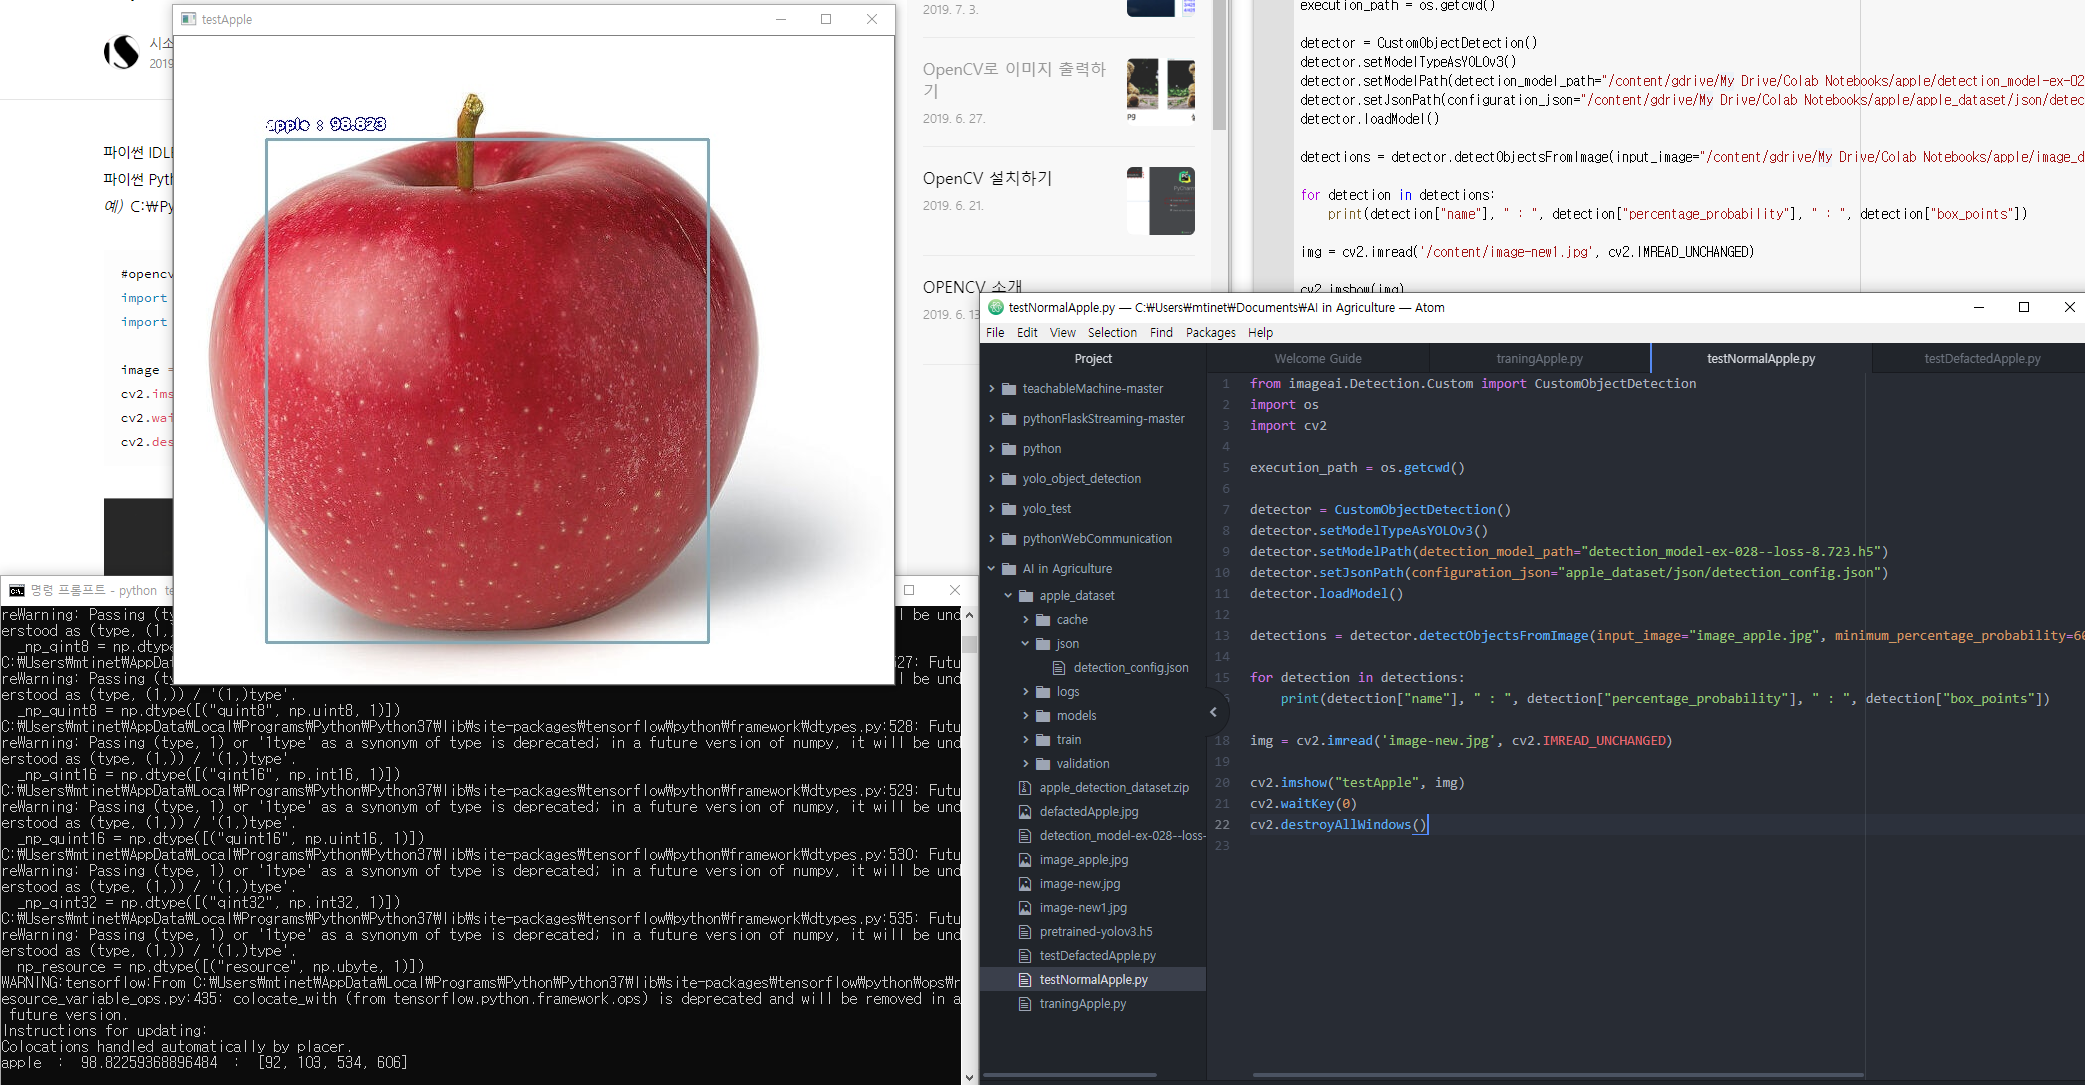 testApple
시소
2019
파이썬 IDL
파이썬 Pyt
예) C:₩Py
#opencv
import
import
image =
cv2.ims
cv2.wai
cv2.des
apple : 98.823
2019. 7. 3.
OpenCV로 이미지 출력하
기
2019. 6. 27.
OpenCV 설치하기
2019. 6. 21.
OPENCV 소개
2019. 6. 13
execution_path = os.getcwd()
detector = CustomObjectDetection()
detector.setModelTypeAsYOLOv3()
detector.setModelPath(detection_model_path="/content/gdrive/My Drive/Colab Notebooks/apple/detection_model-ex-02
detector.setJsonPath(configuration_json="/content/gdrive/My Drive/Colab Notebooks/apple/apple_dataset/json/detec
detector.loadModel()
detections = detector.detectObjectsFromImage(input_image="/content/gdrive/My Drive/Colab Notebooks/apple/image_d
for detection in detections:
print(detection["name"], " : ", detection["percentage_probability"], " : ", detection["box_points"])
img = cv2.imread('/content/image-new1.jpg', cv2.IMREAD_UNCHANGED)
cv2.imshow(img)
명령 프롬프트 - python te
reWarning: Passing (ty
l be und
erstood as (type, (1,)
_np_qint8 = np.dtype
C:₩Users₩mtinet₩AppDat
527: Futu
reWarning: Passing (ty
l be und
erstood as (type, (1,)) / '(1,)type'.
_np_quint8 = np.dtype([("quint8", np.uint8, 1)])
C:₩Users₩mtinet₩AppData₩Local₩Programs₩Python₩Python37₩lib₩site-packages₩tensorflow₩python₩framework₩dtypes.py:528: Futu
reWarning: Passing (type, 1) or '1type' as a synonym of type is deprecated; in a future version of numpy, it will be und
erstood as (type, (1,)) / '(1,)type'.
_np_qint16 = np.dtype([("qint16", np.int16, 1)])
C:₩Users₩mtinet₩AppData₩Local₩Programs₩Python₩Python37₩lib₩site-packages₩tensorflow₩python₩framework₩dtypes.py:529: Futu
reWarning: Passing (type, 1) or '1type' as a synonym of type is deprecated; in a future version of numpy, it will be und
erstood as (type, (1,)) / '(1,)type'.
_np_quint16 = np.dtype([("quint16", np.uint16, 1)])
C:₩Users₩mtinet₩AppData₩Local₩Programs₩Python₩Python37₩lib₩site-packages₩tensorflow₩python₩framework₩dtypes.py:530: Futu
reWarning: Passing (type, 1) or '1type' as a synonym of type is deprecated; in a future version of numpy, it will be und
erstood as (type, (1,)) / '(1,)type'.
_np_qint32 = np.dtype([("qint32", np.int32, 1)])
C:₩Users₩mtinet₩AppData₩Local₩Programs₩Python₩Python37₩lib₩site-packages₩tensorflow₩python₩framework₩dtypes.py:535: Futu
reWarning: Passing (type, 1) or '1type' as a synonym of type is deprecated; in a future version of numpy, it will be und
erstood as (type, (1,)) / '(1,)type'.
np_resource = np.dtype([("resource", np.ubyte, 1)])
WARNING:tensorflow:From C:₩Users₩mtinet₩AppData₩Local₩Programs₩Python₩Python37₩lib₩site-packages₩tensorflow₩python₩ops₩r
esource_variable_ops.py:435: colocate_with (from tensorflow.python.framework.ops) is deprecated and will be removed in a
future version.
Instructions for updating:
Colocations handled automatically by placer.
apple : 98.82259368896484 : [92, 103, 534, 606]
testNormalApple.py — C:₩Users₩mtinet₩Documents₩AI in Agriculture — Atom
File Edit View Selection Find Packages Help
Project
teachableMachine-master
pythonFlaskStreaming-master
python
yolo_object_detection
yolo_test
pythonWebCommunication
AI in Agriculture
apple_dataset
cache
json
detection_config.json
logs
models
train
validation
apple_detection_dataset.zip
defactedApple.jpg
detection_model-ex-028--loss-
image_apple.jpg
image-new.jpg
image-new1.jpg
pretrained-yolov3.h5
testDefactedApple.py
testNormalApple.py
traningApple.py
Welcome Guide traningApple.py testNormalApple.py testDefactedApple.py
1 from imageai.Detection.Custom import CustomObjectDetection
2 import os
3 import cv2
4
5 execution_path = os.getcwd()
6
7 detector = CustomObjectDetection()
8 detector.setModelTypeAsYOLOv3()
9 detector.setModelPath(detection_model_path="detection_model-ex-028--loss-8.723.h5")
10 detector.setJsonPath(configuration_json="apple_dataset/json/detection_config.json")
11 detector.loadModel()
12
13 detections = detector.detectObjectsFromImage(input_image="image_apple.jpg", minimum_percentage_probability=60
14
15 for detection in detections:
print(detection["name"], " : ", detection["percentage_probability"], " : ", detection["box_points"])
18 img = cv2.imread('image-new.jpg', cv2.IMREAD_UNCHANGED)
19
20 cv2.imshow("testApple", img)
21 cv2.waitKey(0)
22 cv2.destroyAllWindows()
23